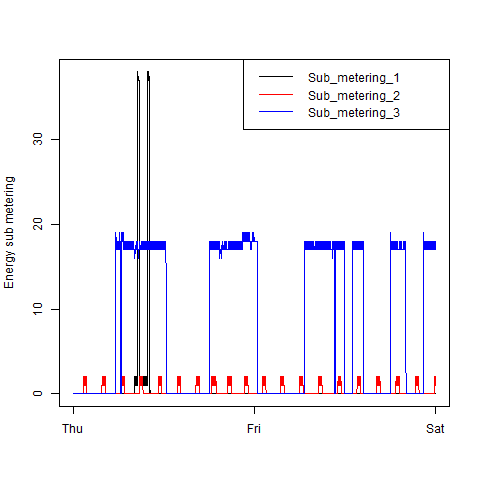 Sub_metering_1
Sub_metering_2
Sub_metering_3
Energy sub metering
30
20
10
0
Thu
Fri
Sat